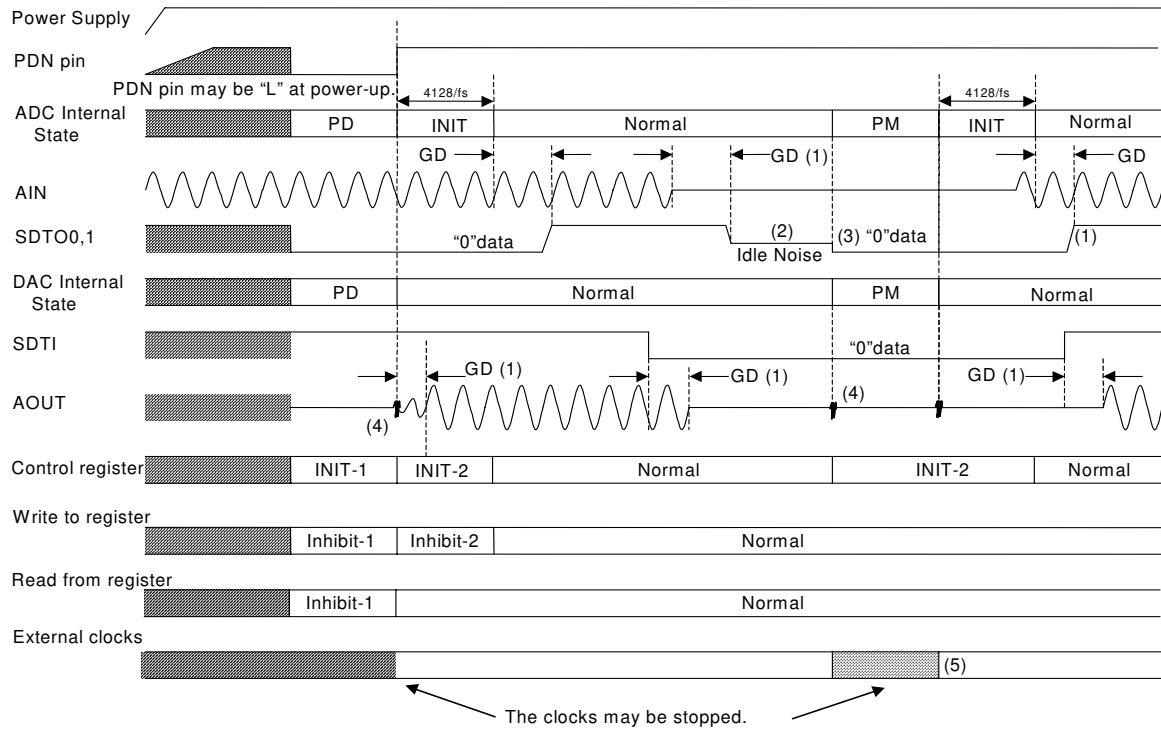 Power Supply
PDN pin
PDN pin may be “L” at power-up.
4128/fs
4128/fs
ADC Internal
State
PD
INIT
Normal
PM
INIT
Normal
GD
GD (1)
GD
AIN
SDTO0,1
“0”data
(2)
Idle Noise
(3) “0”data
(1)
DAC Internal
State
PD
Normal
PM
Normal
SDTI
“0”data
GD (1)
GD (1)
GD (1)
AOUT
(4)
(4)
Control register
INIT-1
INIT-2
Normal
INIT-2
Normal
Write to register
Inhibit-1
Inhibit-2
Normal
Read from register
Inhibit-1
Normal
External clocks
(5)
The clocks may be stopped.